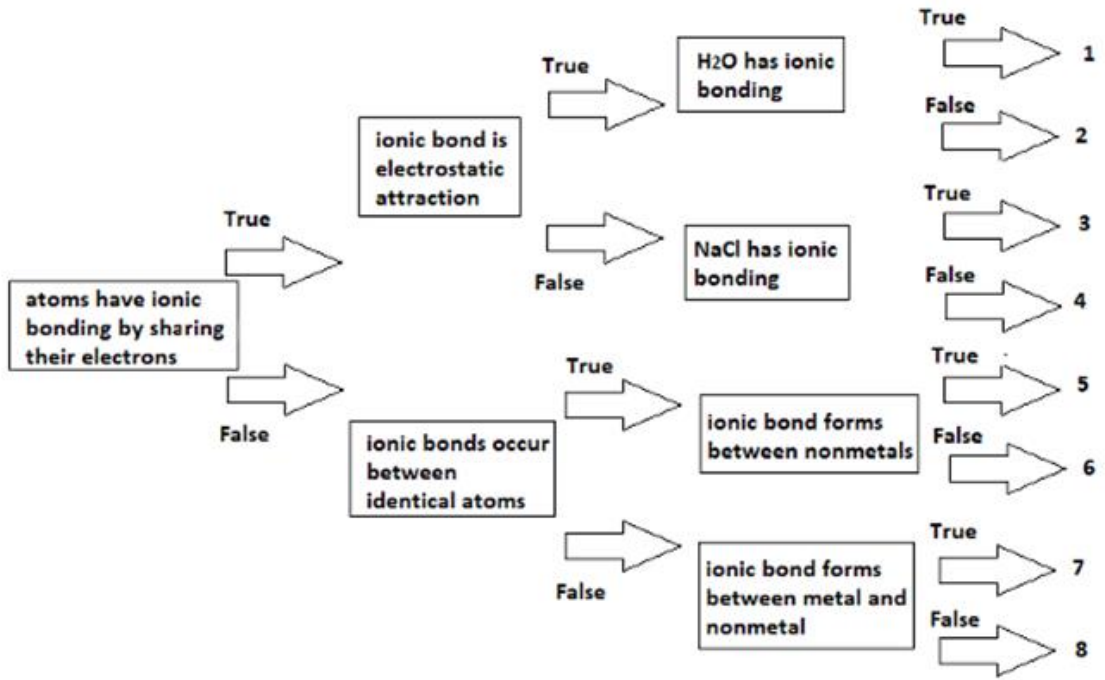 True
1
H2O has ionic
bonding
True
False
2
ionic bond is
electrostatic
attraction
True
3
True
NaCl has ionic
bonding
False
False
4
atoms have ionic
bonding by sharing
their electrons
True
5
True
ionic bond forms
between nonmetals
False
False
6
ionic bonds occur
between
identical atoms
True
7
ionic bond forms
between metal and
nonmetal
False
False
8